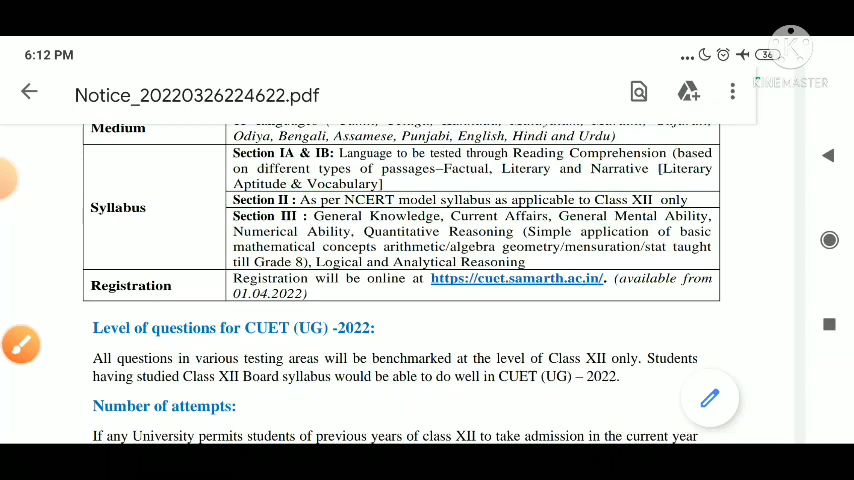 6:12 PM
36
KINEMASTER
Notice_20220326224622.pdf
Medium
Odiya, Bengali, Assamese, Punjabi, English, Hindi and Urdu)
Syllabus
Section IA & IB: Language to be tested through Reading Comprehension (based
on different types of passages–Factual, Literary and Narrative [Literary
Aptitude & Vocabulary]
Section II : As per NCERT model syllabus as applicable to Class XII only
Section III : General Knowledge, Current Affairs, General Mental Ability,
Numerical Ability, Quantitative Reasoning (Simple application of basic
mathematical concepts arithmetic/algebra geometry/mensuration/stat taught
till Grade 8), Logical and Analytical Reasoning
Registration
Registration will be online at https://cuet.samarth.ac.in/. (available from
01.04.2022)
Level of questions for CUET (UG) -2022:
All questions in various testing areas will be benchmarked at the level of Class XII only. Students
having studied Class XII Board syllabus would be able to do well in CUET (UG) – 2022.
Number of attempts:
If any University permits students of previous years of class XII to take admission in the current year